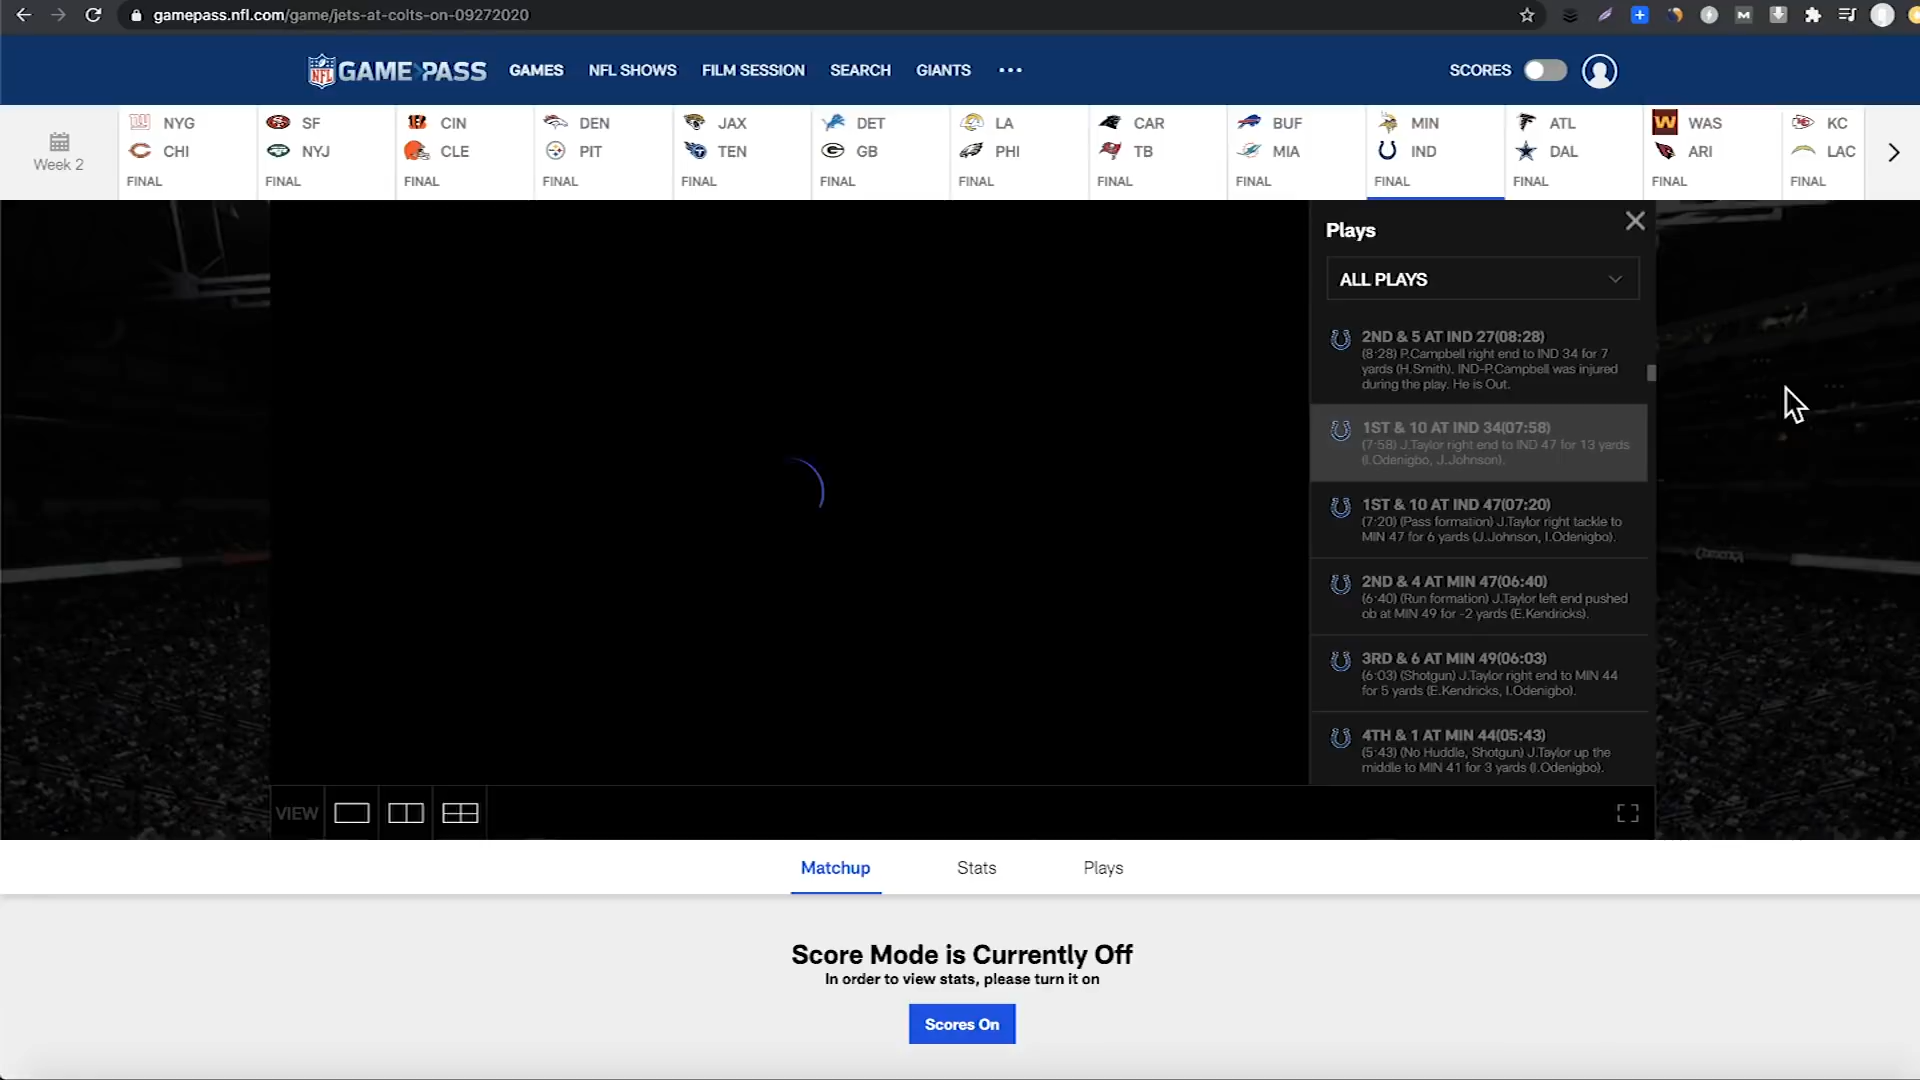 gamepass.nfl.com/game/jets-at-colts-on-09272020
NFL GAME PASS GAMES NFL SHOWS FILM SESSION SEARCH GIANTS ••• SCORES
Week 2
NYG
CHI
FINAL
SF
NYJ
FINAL
CIN
CLE
FINAL
DEN
PIT
FINAL
JAX
TEN
FINAL
DET
GB
FINAL
LA
PHI
FINAL
CAR
TB
FINAL
BUF
MIA
FINAL
MIN
IND
FINAL
ATL
DAL
FINAL
WAS
ARI
FINAL
KC
LAC
FINAL
Plays
ALL PLAYS
2ND & 5 AT IND 27(08:28)
(8:28) P.Campbell right end to IND 34 for 7
yards (H.Smith). IND-P.Campbell was injured
during the play. He is Out.
1ST & 10 AT IND 34(07:58)
(7:58) J.Taylor right end to IND 47 for 13 yards
(I.Odenigbo, J.Johnson).
1ST & 10 AT IND 47(07:20)
(7:20) (Pass formation) J.Taylor right tackle to
MIN 47 for 6 yards (J.Johnson, I.Odenigbo).
2ND & 4 AT MIN 47(06:40)
(6:40) (Run formation) J.Taylor left end pushed
ob at MIN 49 for -2 yards (E.Kendricks).
3RD & 6 AT MIN 49(06:03)
(6:03) (Shotgun) J.Taylor right end to MIN 44
for 5 yards (E.Kendricks, I.Odenigbo).
4TH & 1 AT MIN 44(05:43)
(5:43) (No Huddle, Shotgun) J.Taylor up the
middle to MIN 41 for 3 yards (I.Odenigbo).
VIEW
Matchup Stats Plays
Score Mode is Currently Off
In order to view stats, please turn it on
Scores On